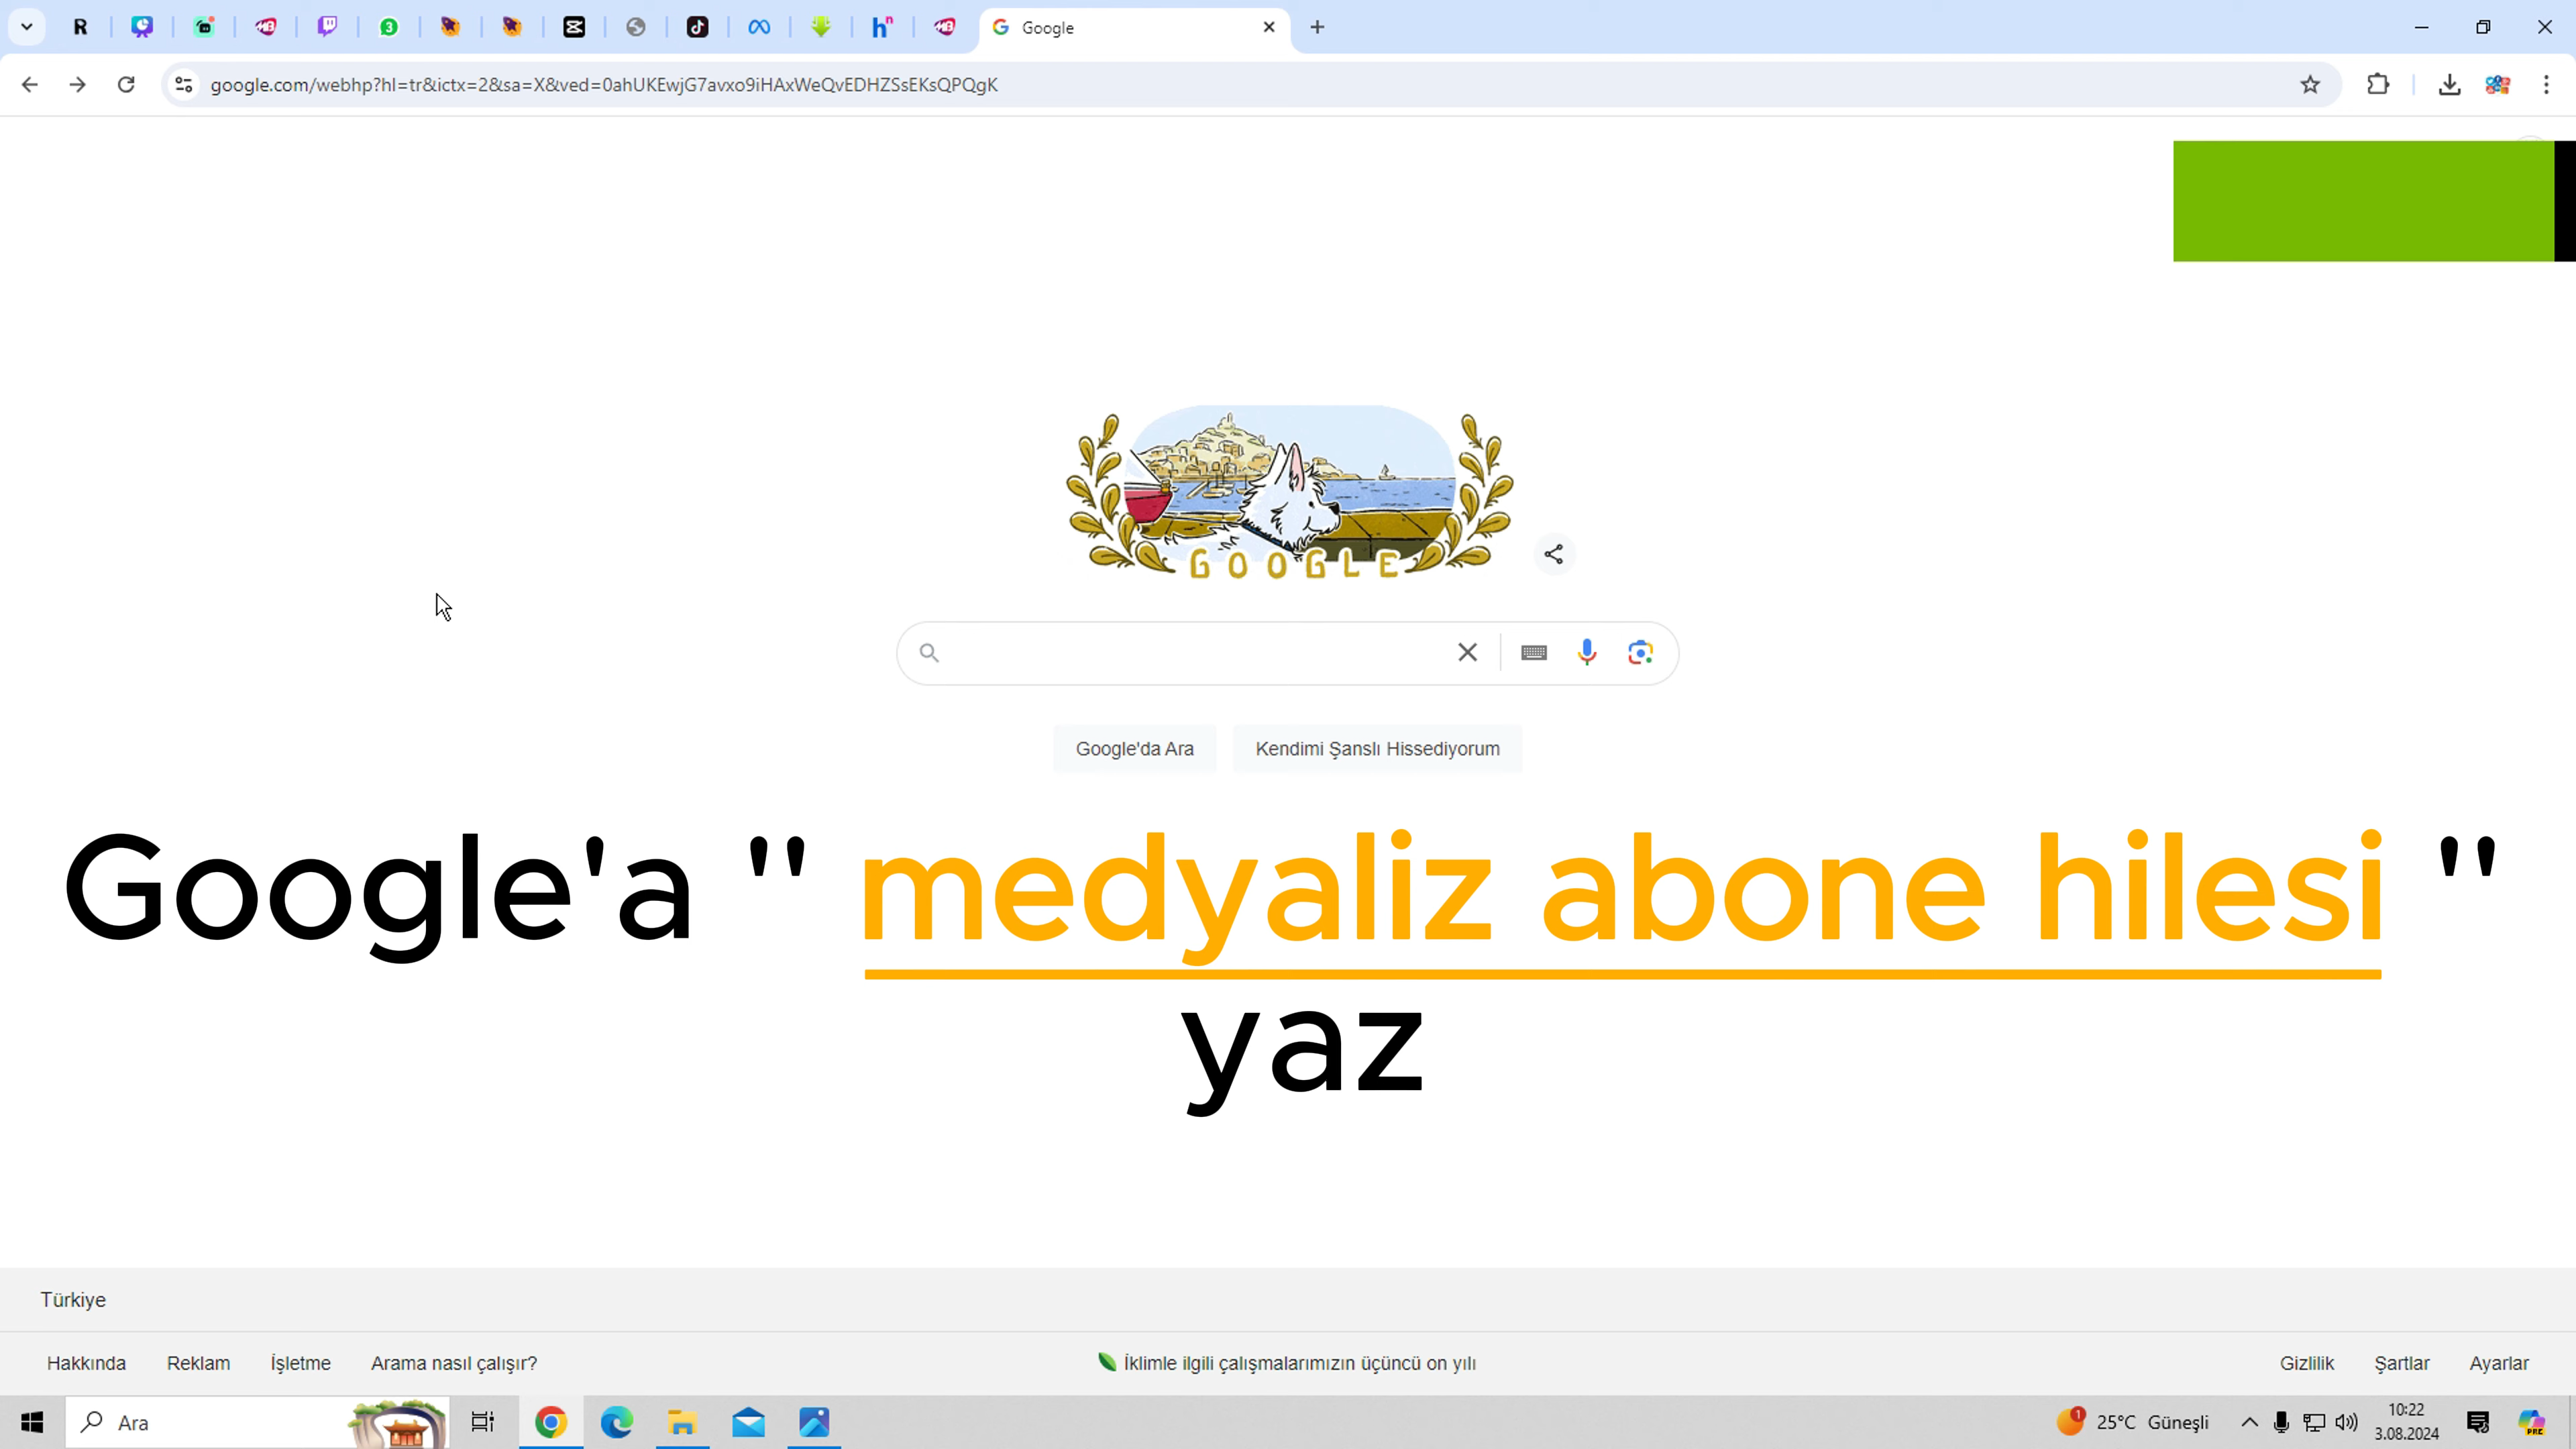 Google
google.com/webhp?hl=tr&ictx=2&sa=X&ved=0ahUKEwjG7avxo9iHAxWeQvEDHZSsEKsQPQgK
GOOGLE
Google'da Ara
Kendimi Şanslı Hissediyorum
Google'a '' medyaliz abone hilesi ''
yaz
Türkiye
Hakkında
Reklam
İşletme
Arama nasıl çalışır?
İklimle ilgili çalışmalarımızın üçüncü on yılı
Gizlilik
Şartlar
Ayarlar
Ara
1
25°C Güneşli
10:22
3.08.2024
PRE